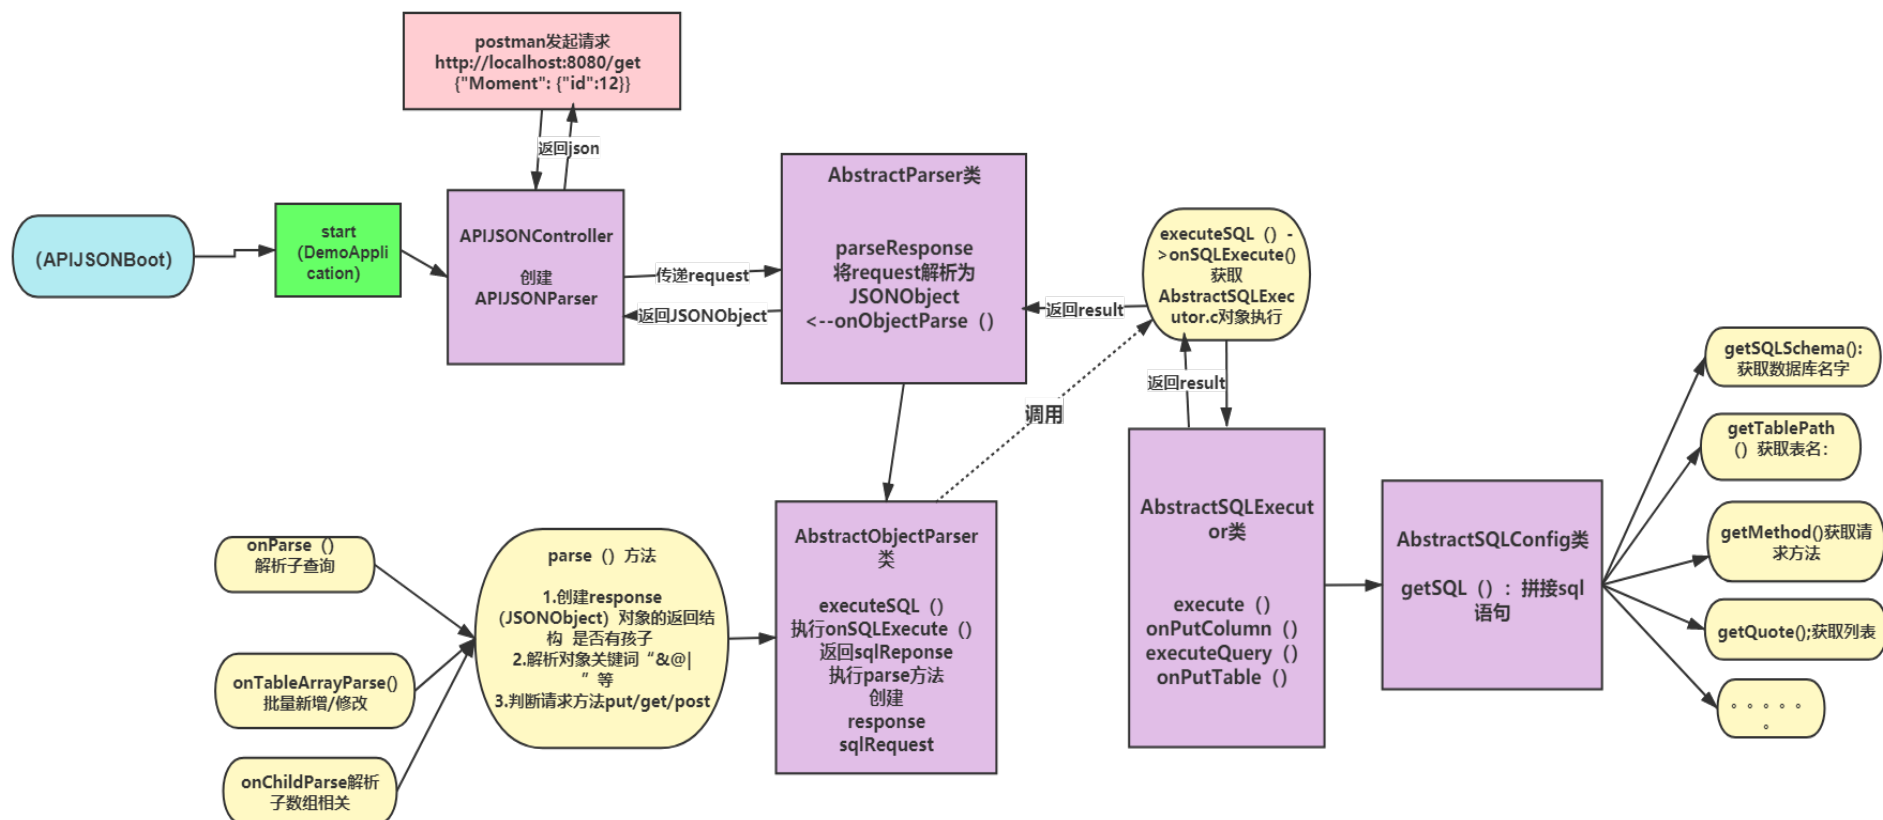 postman发起请求
http://localhost:8080/get
{"Moment": {"id":12}}
返回json
(APIJSONBoot)
start
（DemoAppli
cation）
APIJSONController
创建
APIJSONParser
传递request
返回JSONObject
AbstractParser类
parseResponse
将request解析为
JSONObject
<--onObjectParse（）
返回result
executeSQL（）-
>onSQLExecute()
获取
AbstractSQLExec
utor.c对象执行
返回result
调用
AbstractSQLExecut
or类
execute（）
onPutColumn（）
executeQuery（）
onPutTable（）
AbstractSQLConfig类
getSQL（）：拼接sql
语句
getSQLSchema():
获取数据库名字
getTablePath
（）获取表名：
getMethod()获取请
求方法
getQuote();获取列表
。。。。。
。
onParse（）
解析子查询
onTableArrayParse()
批量新增/修改
onChildParse解析
子数组相关
parse（）方法
1.创建response
（JSONObject）对象的返回结
构 是否有孩子
2.解析对象关键词“&@|
”等
3.判断请求方法put/get/post
AbstractObjectParser
类
executeSQL（）
执行onSQLExecute（）
返回sqlReponse
执行parse方法
创建
response
sqlRequest